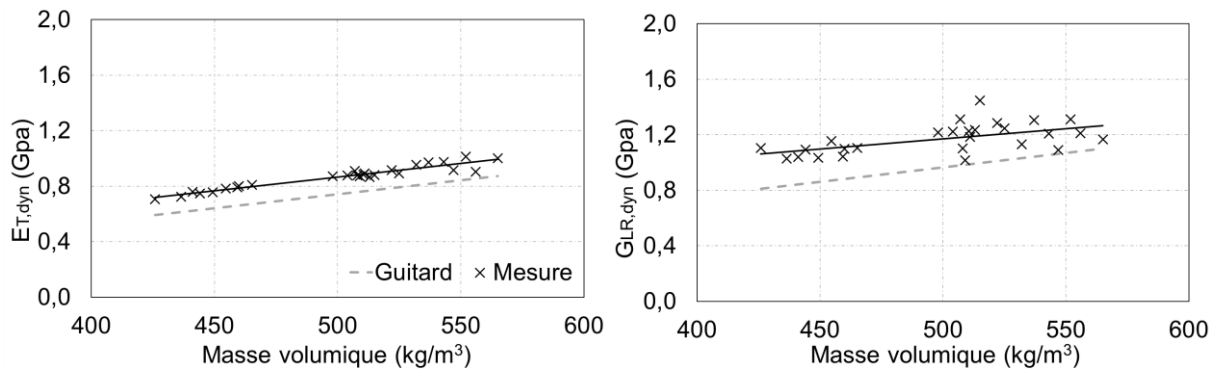 2,0
1,6
1,2
0,8
0,4
0,0
E T,dyn (Gpa)
Guitard
Mesure
400 450 500 550 600
Masse volumique (kg/m³)
2,0
1,6
1,2
0,8
0,4
0,0
GLR,dyn (Gpa)
400 450 500 550 600
Masse volumique (kg/m³)